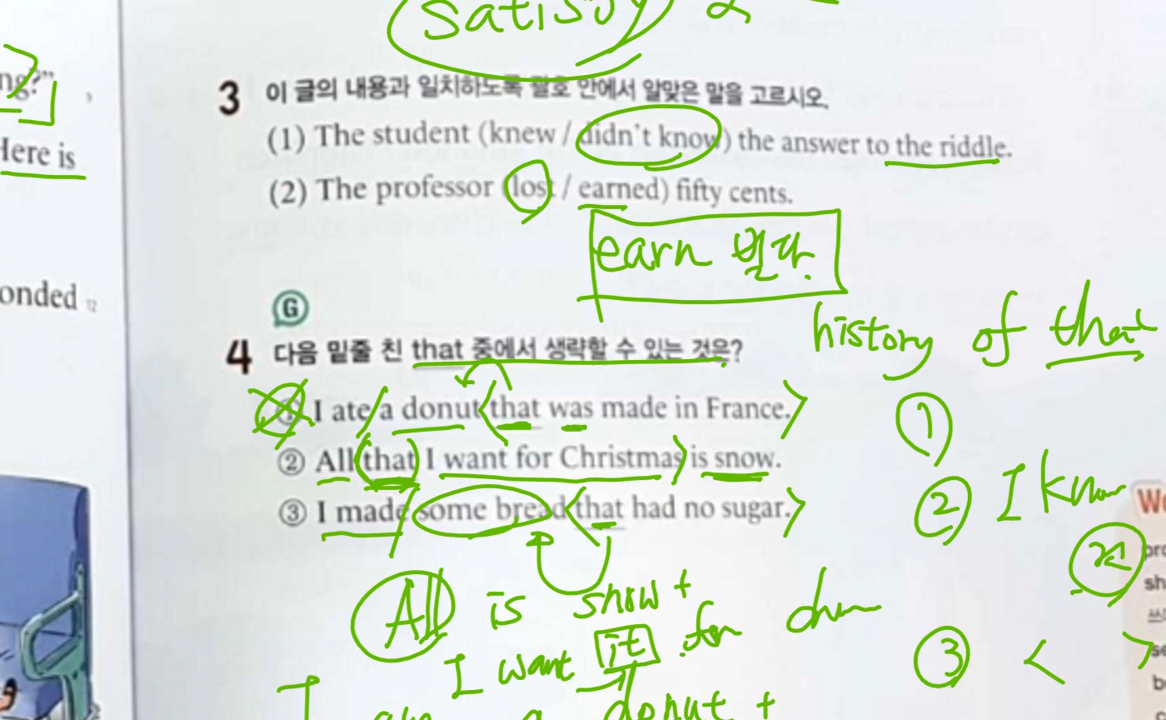 satisfy
ng?"
3 이 글의 내용과 일치하도록 괄호 안에서 알맞은 말을 고르시오.
Here is
(1) The student (knew / didn't know) the answer to the riddle.
(2) The professor (lost / earned) fifty cents.
earn 벌다.
onded
G
history of that
4 다음 밑줄 친 that 중에서 생략할 수 있는 것은?
① I ate a donut that was made in France.
② All that I want for Christmas is snow.
③ I made some bread that had no sugar.
①
② I know
③ < >
All is snow +
I want it for
a donut +